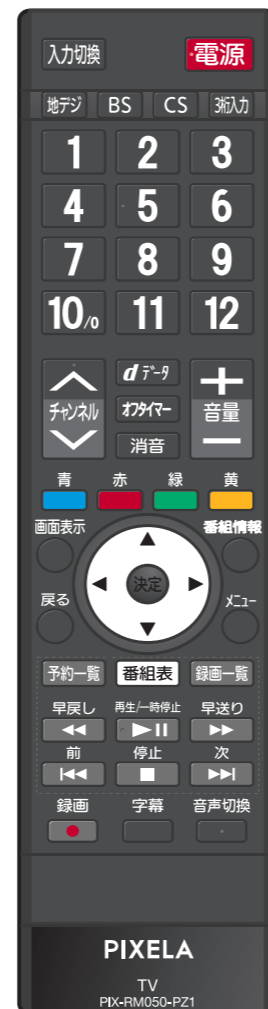 入力切換 電源
地デジ BS CS 3桁入力
1 2 3
4 5 6
7 8 9
10/0 11 12
dデータ
チャンネル オフタイマー 音量
消音
青 赤 緑 黄
画面表示 番組情報
決定
戻る メニュー
予約一覧 番組表 録画一覧
早戻し 再生/一時停止 早送り
前 停止 次
録画 字幕 音声切換
PIXELA
TV
PIX-RM050-PZ1